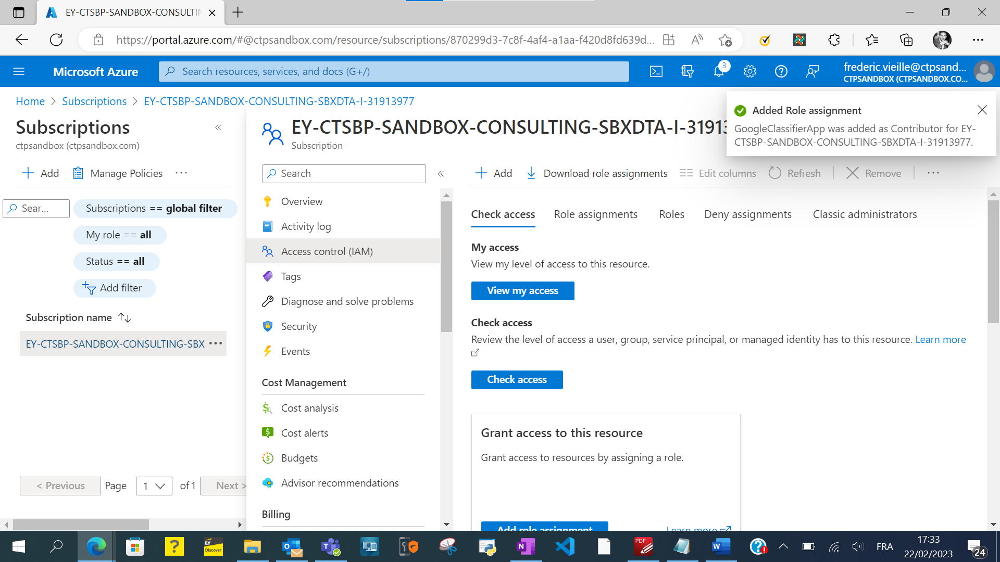 EY-CTSBP-SANDBOX-CONSULTIN
https://portal.azure.com/#@ctpsandbox.com/resource/subscriptions/870299d3-7c8f-4af4-a1aa-f420d8fd639d...
Microsoft Azure
Search resources, services, and docs (G+/)
3
frederic.vieille@ctpsand...
CTPSANDBOX (CTPSANDBOX.CO...
Home > Subscriptions > EY-CTSBP-SANDBOX-CONSULTING-SBXDTA-I-31913977
Added Role assignment
GoogleClassifierApp was added as Contributor for EY-
CTSBP-SANDBOX-CONSULTING-SBXDTA-I-31913977.
Subscriptions
ctpsandbox (ctpsandbox.com)
Add
Manage Policies
Sear...
Subscriptions == global filter
My role == all
Status == all
Add filter
Subscription name
EY-CTSBP-SANDBOX-CONSULTING-SBX
< Previous
Page
1
of 1
Next >
EY-CTSBP-SANDBOX-CONSULTING-SBXDTA-I-3191
Subscription
Search
Overview
Activity log
Access control (IAM)
Tags
Diagnose and solve problems
Security
Events
Cost Management
Cost analysis
Cost alerts
Budgets
Advisor recommendations
Billing
Add
Download role assignments
Edit columns
Refresh
Remove
Check access
Role assignments
Roles
Deny assignments
Classic administrators
My access
View my level of access to this resource.
View my access
Check access
Review the level of access a user, group, service principal, or managed identity has to this resource. Learn more
Check access
Grant access to this resource
Grant access to resources by assigning a role.
Add role assignment
Learn more
EY
Discover
PDF
FRA
17:33
22/02/2023
24